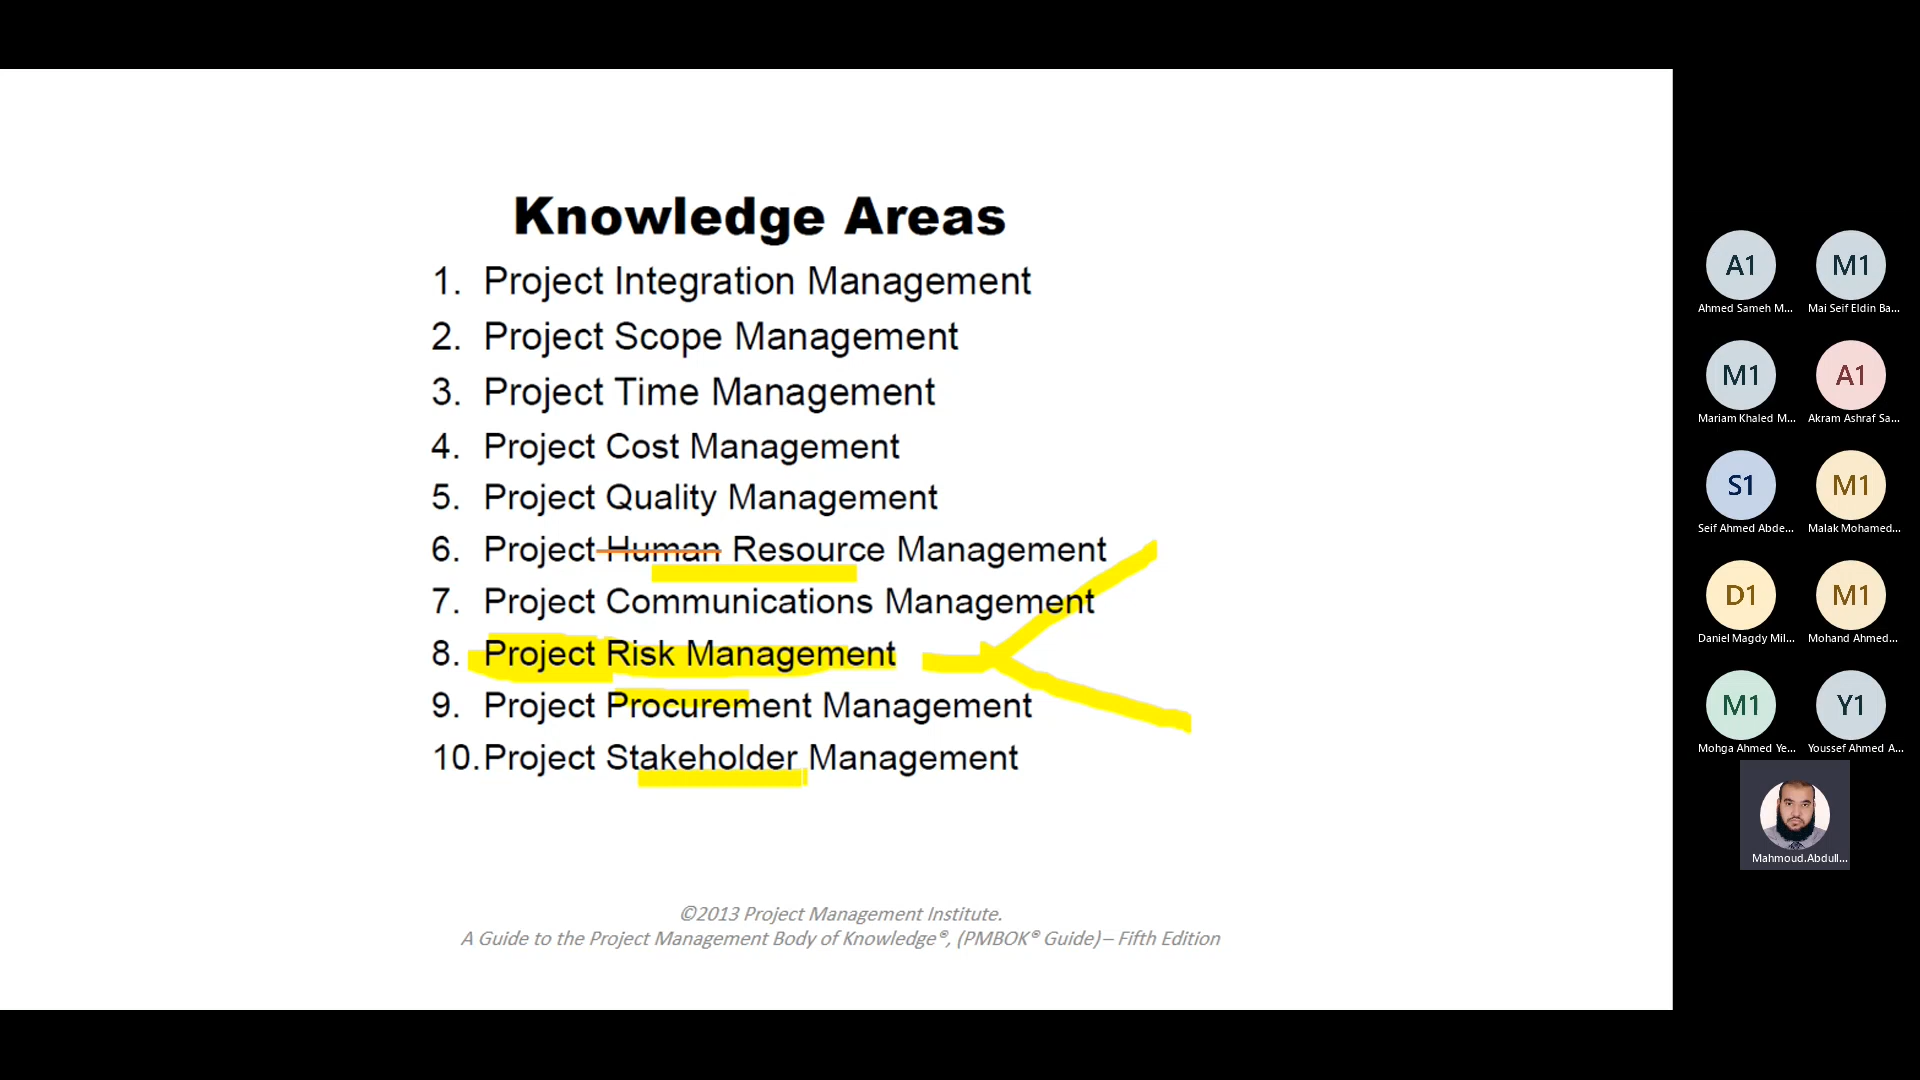 Knowledge Areas
1. Project Integration Management
2. Project Scope Management
3. Project Time Management
4. Project Cost Management
5. Project Quality Management
6. Project Human Resource Management
7. Project Communications Management
8. Project Risk Management
9. Project Procurement Management
10. Project Stakeholder Management
©2013 Project Management Institute.
A Guide to the Project Management Body of Knowledge®, (PMBOK® Guide) – Fifth Edition
A1 M1
Ahmed Sameh M... Mai Seif Eldin Ba...
M1 A1
Mariam Khaled M... Akram Ashraf Sa...
S1 M1
Seif Ahmed Abde... Malak Mohamed...
D1 M1
Daniel Magdy Mil... Mohand Ahmed...
M1 Y1
Mohga Ahmed Ye... Youssef Ahmed A...
Mahmoud.Abdull...